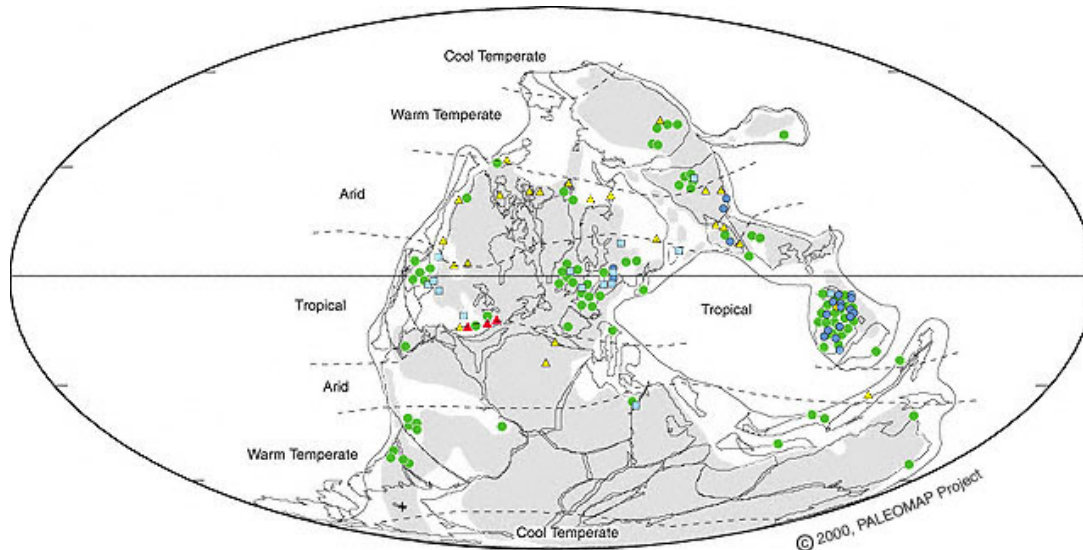 Cool Temperate
Warm Temperate
Arid
Tropical
Tropical
Arid
Warm Temperate
Cool Temperate
© 2000, PALEOMAP Project